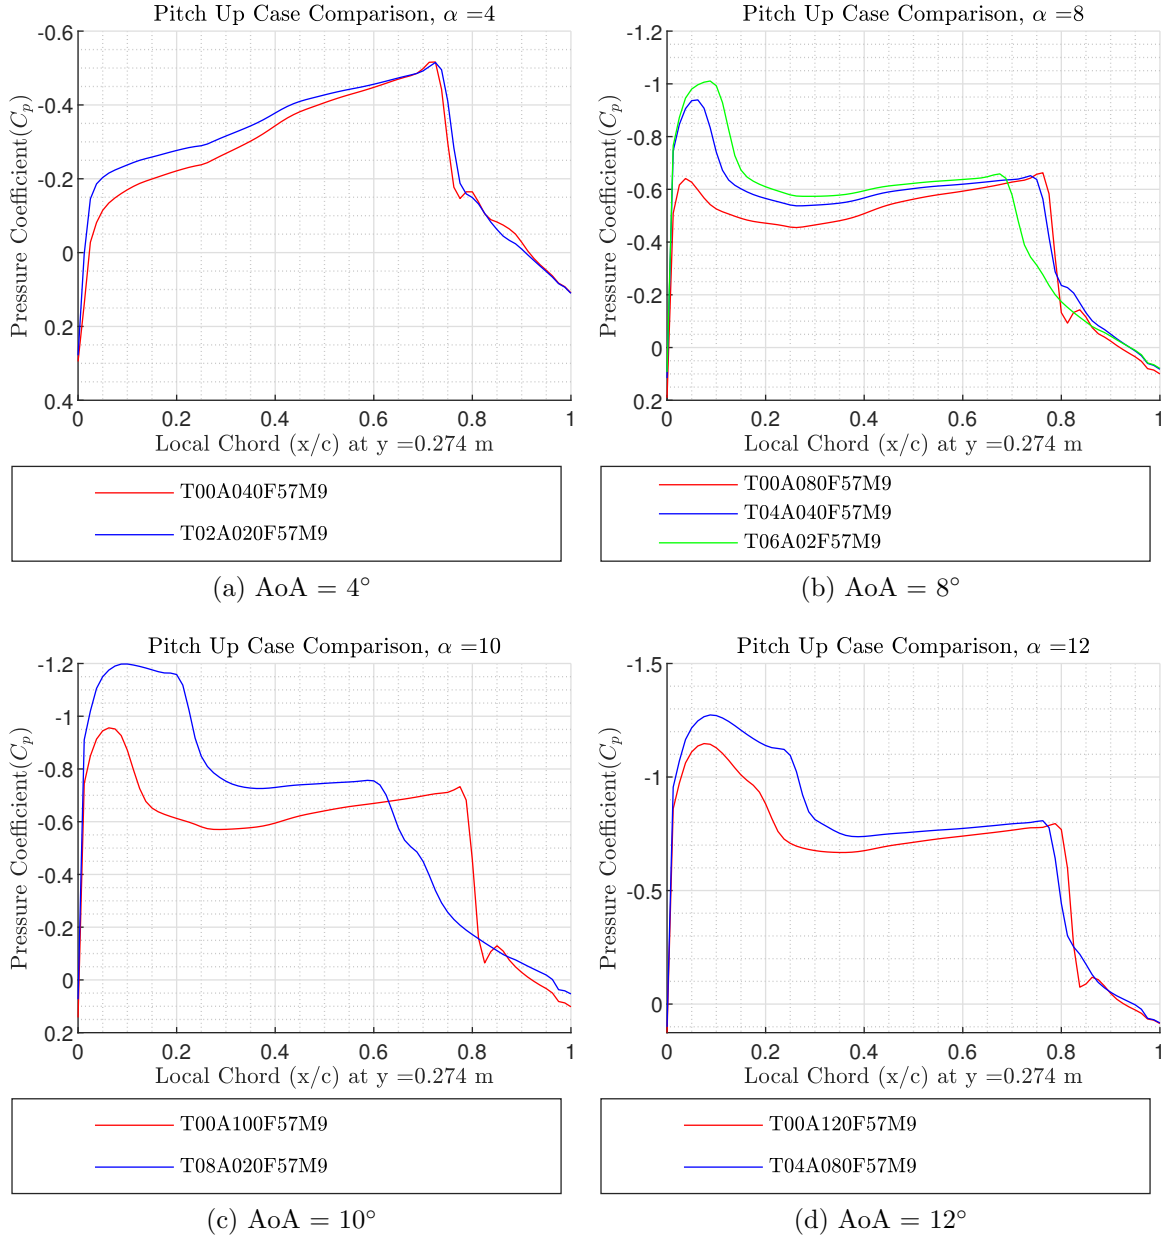 Pitch Up Case Comparison, α =4
-0.6
-0.4
-0.2
0
0.2
0.4
Pressure Coefficient(Cp)
0 0.2 0.4 0.6 0.8 1
Local Chord (x/c) at y =0.274 m
T00A040F57M9
T02A020F57M9
(a) AoA = 4°
Pitch Up Case Comparison, α =8
-1.2
-1
-0.8
-0.6
-0.4
-0.2
0
0.2
Pressure Coefficient(Cp)
0 0.2 0.4 0.6 0.8 1
Local Chord (x/c) at y =0.274 m
T00A080F57M9
T04A040F57M9
T06A02F57M9
(b) AoA = 8°
Pitch Up Case Comparison, α =10
-1.2
-1
-0.8
-0.6
-0.4
-0.2
0
0.2
Pressure Coefficient(Cp)
0 0.2 0.4 0.6 0.8 1
Local Chord (x/c) at y =0.274 m
T00A100F57M9
T08A020F57M9
(c) AoA = 10°
Pitch Up Case Comparison, α =12
-1.5
-1
-0.5
0
Pressure Coefficient(Cp)
0 0.2 0.4 0.6 0.8 1
Local Chord (x/c) at y =0.274 m
T00A120F57M9
T04A080F57M9
(d) AoA = 12°